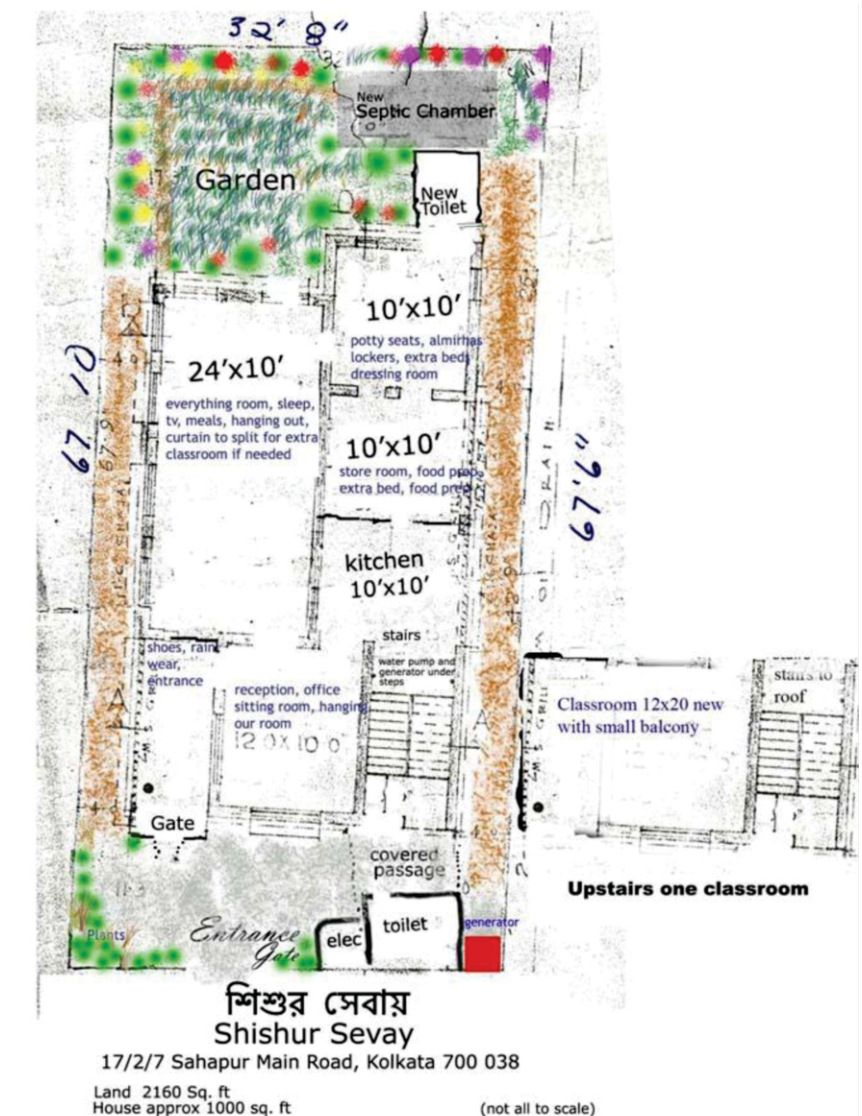 32' 8"
New
Septic Chamber
Garden
New
Toilet
10'x10'
potty seats, almirhas
lockers, extra beds
dressing room
24'x10'
everything room, sleep,
tv, meals, hanging out,
curtain to split for extra
classroom if needed
67 10
10'x10'
store room, food prep,
extra bed, food prep
67'6"
DRAIN
kitchen
10'x10'
stairs
water pump and
generator under
steps
shoes, rain
wear,
entrance
reception, office
sitting room, hanging
our room
12 0 X 10 0
A
A
Classroom 12x20 new
with small balcony
stairs to
roof
Gate
covered
passage
Upstairs one classroom
11-3
Plants
Entrance
Gate
elec
toilet
generator
শিশুর সেবায়
Shishur Sevay
17/2/7 Sahapur Main Road, Kolkata 700 038
Land 2160 Sq. ft
House approx 1000 sq. ft
(not all to scale)